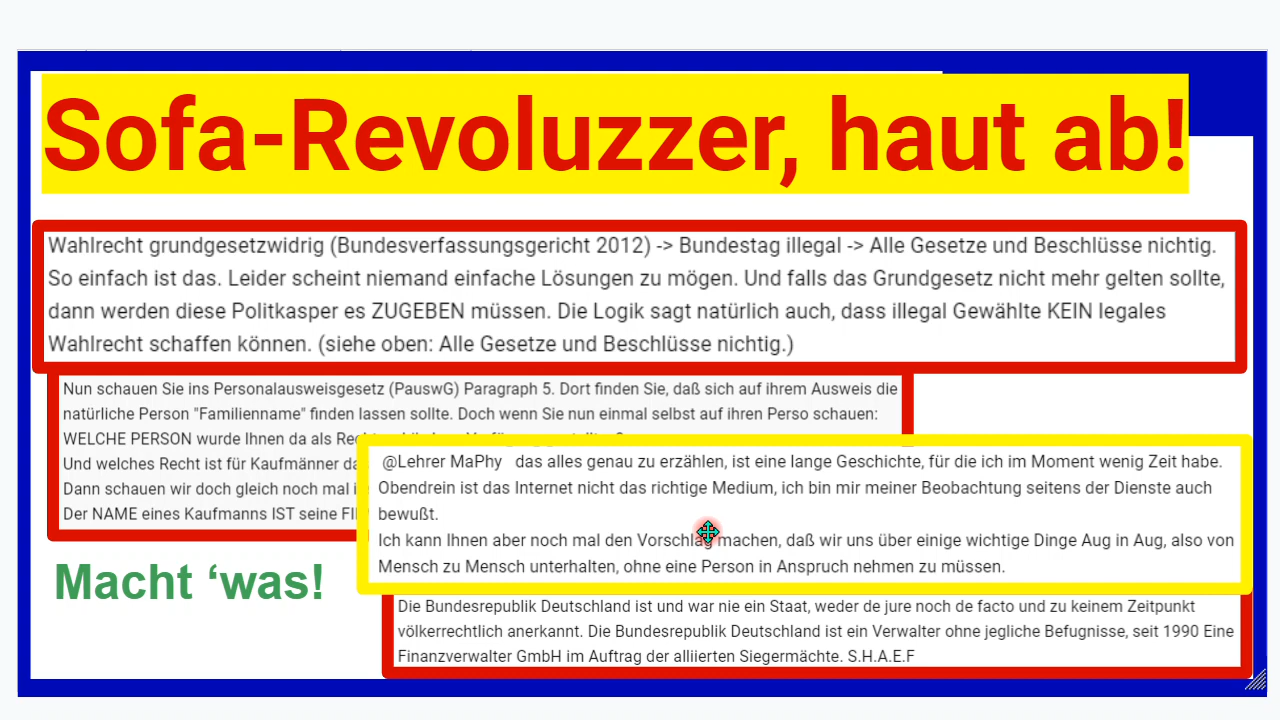 Sofa-Revoluzzer, haut ab!
Wahlrecht grundgesetzwidrig (Bundesverfassungsgericht 2012) -> Bundestag illegal -> Alle Gesetze und Beschlüsse nichtig.
So einfach ist das. Leider scheint niemand einfache Lösungen zu mögen. Und falls das Grundgesetz nicht mehr gelten sollte,
dann werden diese Politkasper es ZUGEBEN müssen. Die Logik sagt natürlich auch, dass illegal Gewählte KEIN legales
Wahlrecht schaffen können. (siehe oben: Alle Gesetze und Beschlüsse nichtig.)
Nun schauen Sie ins Personalausweisgesetz (PauswG) Paragraph 5. Dort finden Sie, daß sich auf ihrem Ausweis die
natürliche Person "Familienname" finden lassen sollte. Doch wenn Sie nun einmal selbst auf ihren Perso schauen:
WELCHE PERSON wurde Ihnen da als
Und welches Recht ist für Kaufmänner
Dann schauen wir doch gleich noch mal
Der NAME eines Kaufmanns IST seine
@Lehrer MaPhy das alles genau zu erzählen, ist eine lange Geschichte, für die ich im Moment wenig Zeit habe.
Obendrein ist das Internet nicht das richtige Medium, ich bin mir meiner Beobachtung seitens der Dienste auch
bewußt.
Ich kann Ihnen aber noch mal den Vorschlag machen, daß wir uns über einige wichtige Dinge Aug in Aug, also von
Mensch zu Mensch unterhalten, ohne eine Person in Anspruch nehmen zu müssen.
Macht ‘was!
Die Bundesrepublik Deutschland ist und war nie ein Staat, weder de jure noch de facto und zu keinem Zeitpunkt
völkerrechtlich anerkannt. Die Bundesrepublik Deutschland ist ein Verwalter ohne jegliche Befugnisse, seit 1990 Eine
Finanzverwalter GmbH im Auftrag der alliierten Siegermächte. S.H.A.E.F